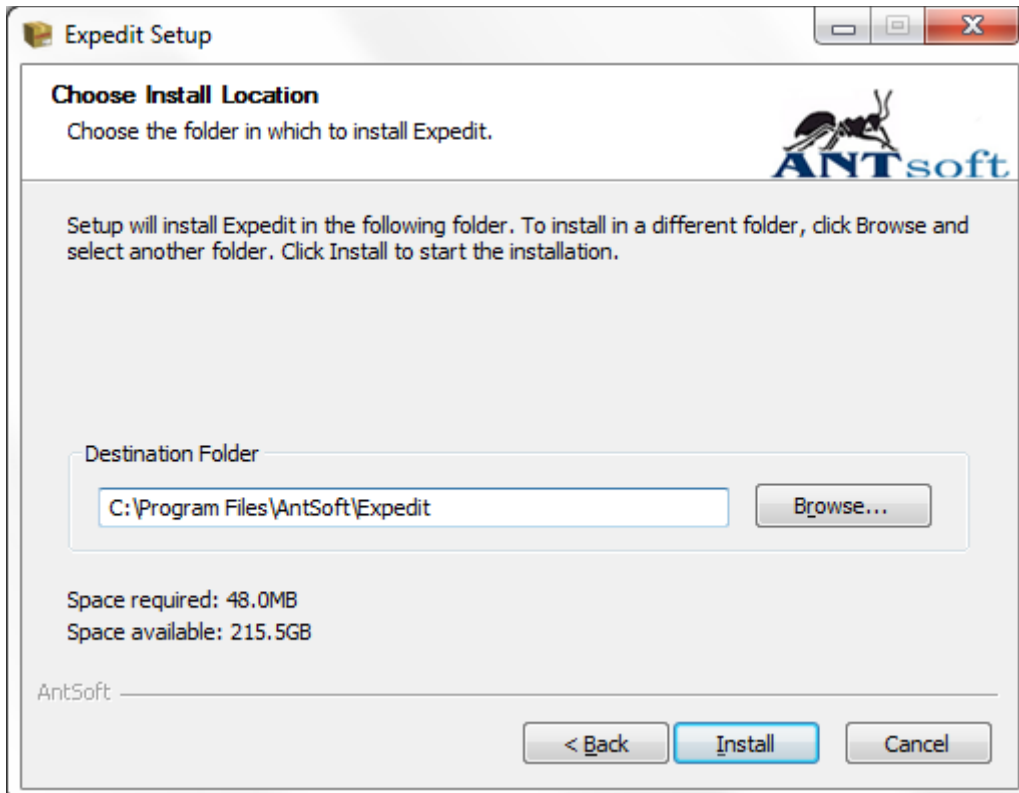 Expedit Setup
Choose Install Location
Choose the folder in which to install Expedit.
ANTsoft
Setup will install Expedit in the following folder. To install in a different folder, click Browse and
select another folder. Click Install to start the installation.
Destination Folder
C:\Program Files\AntSoft\Expedit
Browse...
Space required: 48.0MB
Space available: 215.5GB
AntSoft
< Back
Install
Cancel